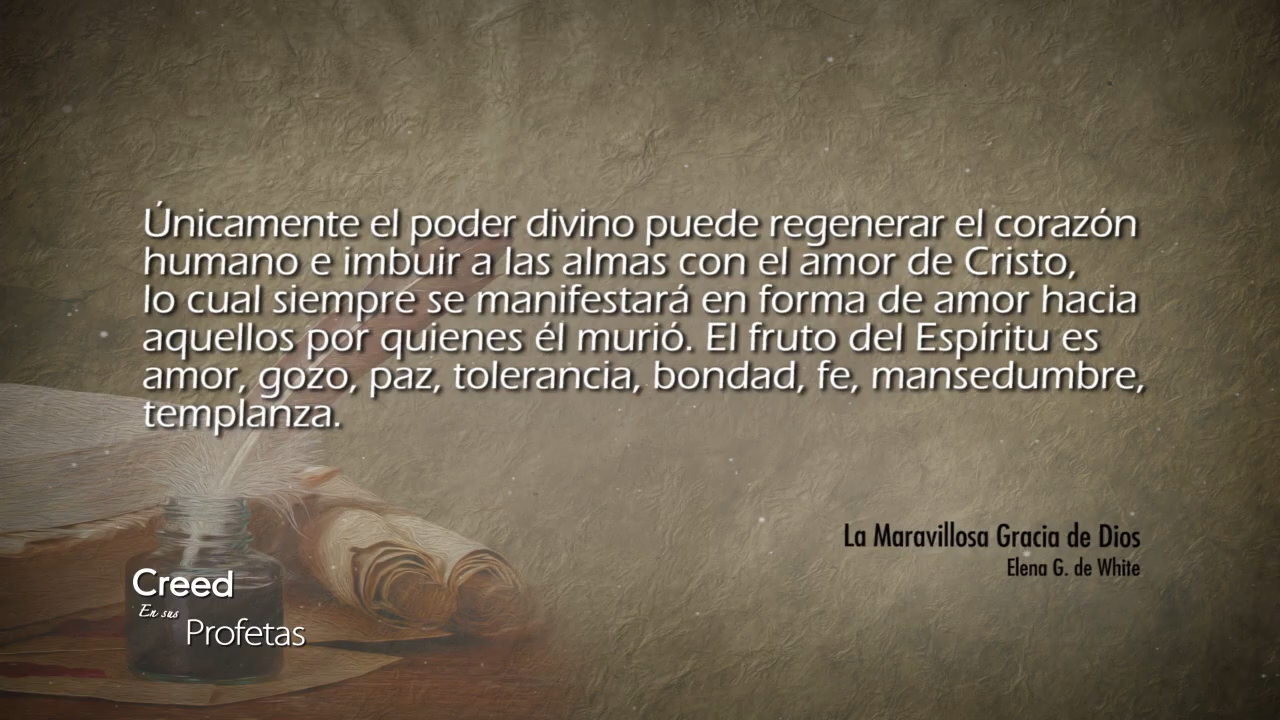 Únicamente el poder divino puede regenerar el corazón
humano e imbuir a las almas con el amor de Cristo,
lo cual siempre se manifestará en forma de amor hacia
aquellos por quienes él murió. El fruto del Espíritu es
amor, gozo, paz, tolerancia, bondad, fe, mansedumbre,
templanza.
La Maravillosa Gracia de Dios
Elena G. de White
Creed
En sus
Profetas